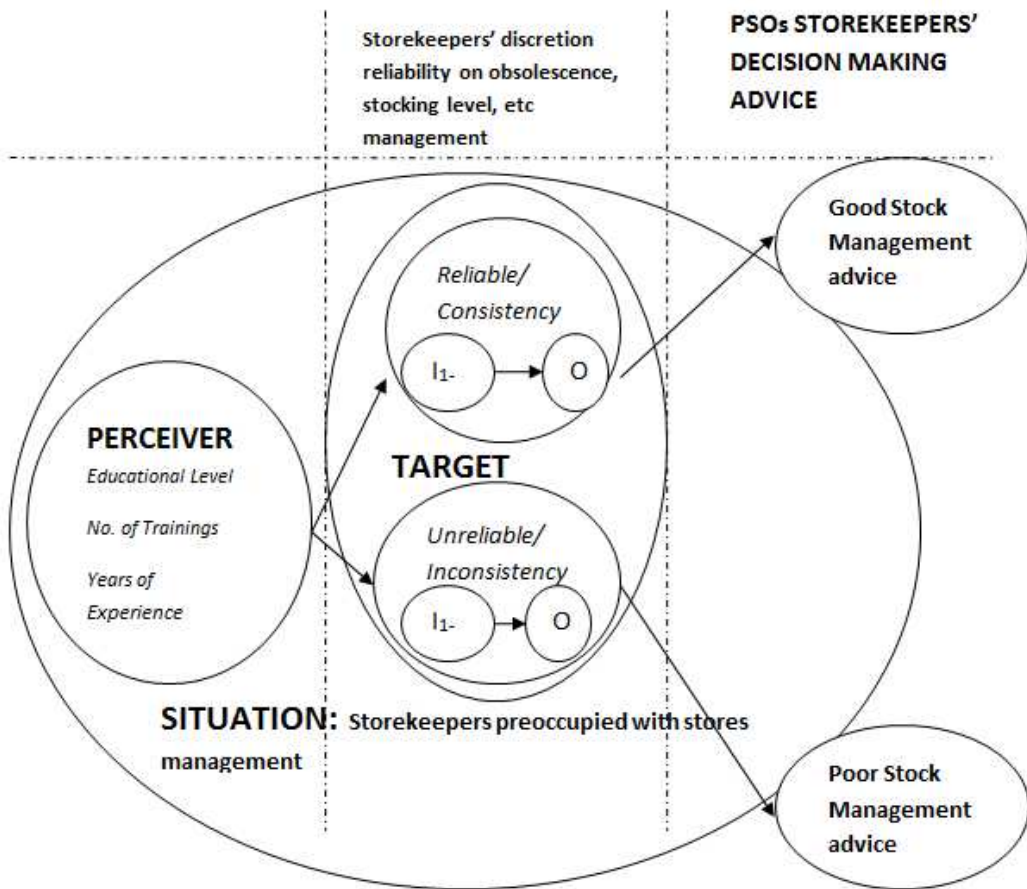 Storekeepers' discretion
reliability on obsolescence,
stocking level, etc
management
PSOs STOREKEEPERS'
DECISION MAKING
ADVICE
Good Stock
Management
advice
Reliable/
Consistency
I1-
O
PERCEIVER
Educational Level
No. of Trainings
Years of
Experience
TARGET
Unreliable/
Inconsistency
I1-
O
SITUATION: Storekeepers preoccupied with stores
management
Poor Stock
Management
advice